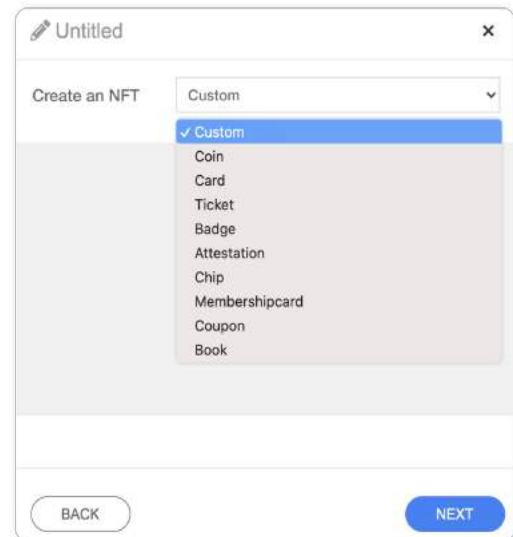 Untitled ×
Create an NFT Custom
✓ Custom
Coin
Card
Ticket
Badge
Attestation
Chip
Membershipcard
Coupon
Book
BACK NEXT